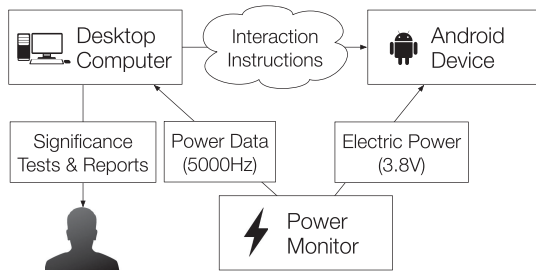 Desktop
Computer
Interaction
Instructions
Android
Device
Significance
Tests & Reports
Power Data
(5000Hz)
Electric Power
(3.8V)
Power
Monitor